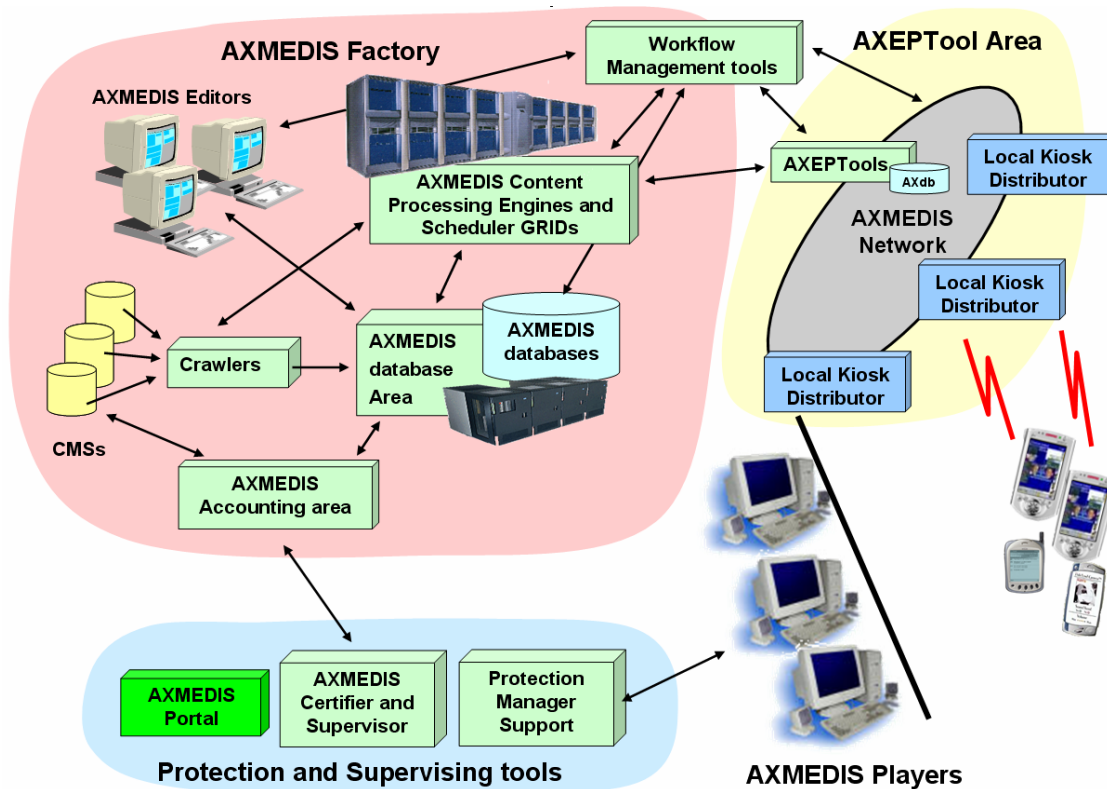 AXMEDIS Factory
Workflow
Management tools
AXEPTool Area
AXMEDIS Editors
AXEPTools
AXdb
Local Kiosk
Distributor
AXMEDIS Content
Processing Engines and
Scheduler GRIDs
AXMEDIS
Network
Local Kiosk
Distributor
AXMEDIS
database
Area
AXMEDIS
databases
Crawlers
Local Kiosk
Distributor
CMSs
AXMEDIS
Accounting area
AXMEDIS
Portal
AXMEDIS
Certifier and
Supervisor
Protection
Manager
Support
Protection and Supervising tools
AXMEDIS Players